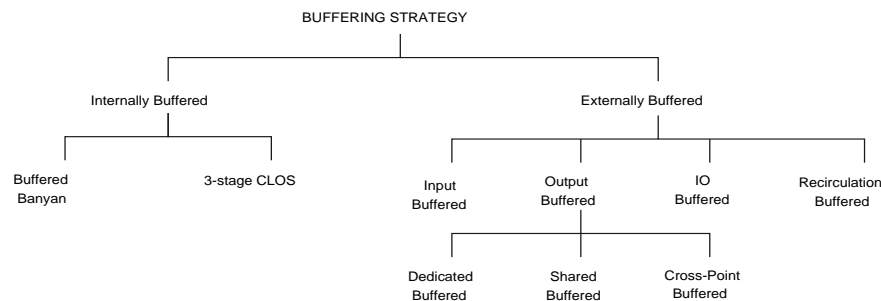 BUFFERING STRATEGY
Internally Buffered
Externally Buffered
Buffered
Banyan
3-stage CLOS
Input
Buffered
Output
Buffered
IO
Buffered
Recirculation
Buffered
Dedicated
Buffered
Shared
Buffered
Cross-Point
Buffered